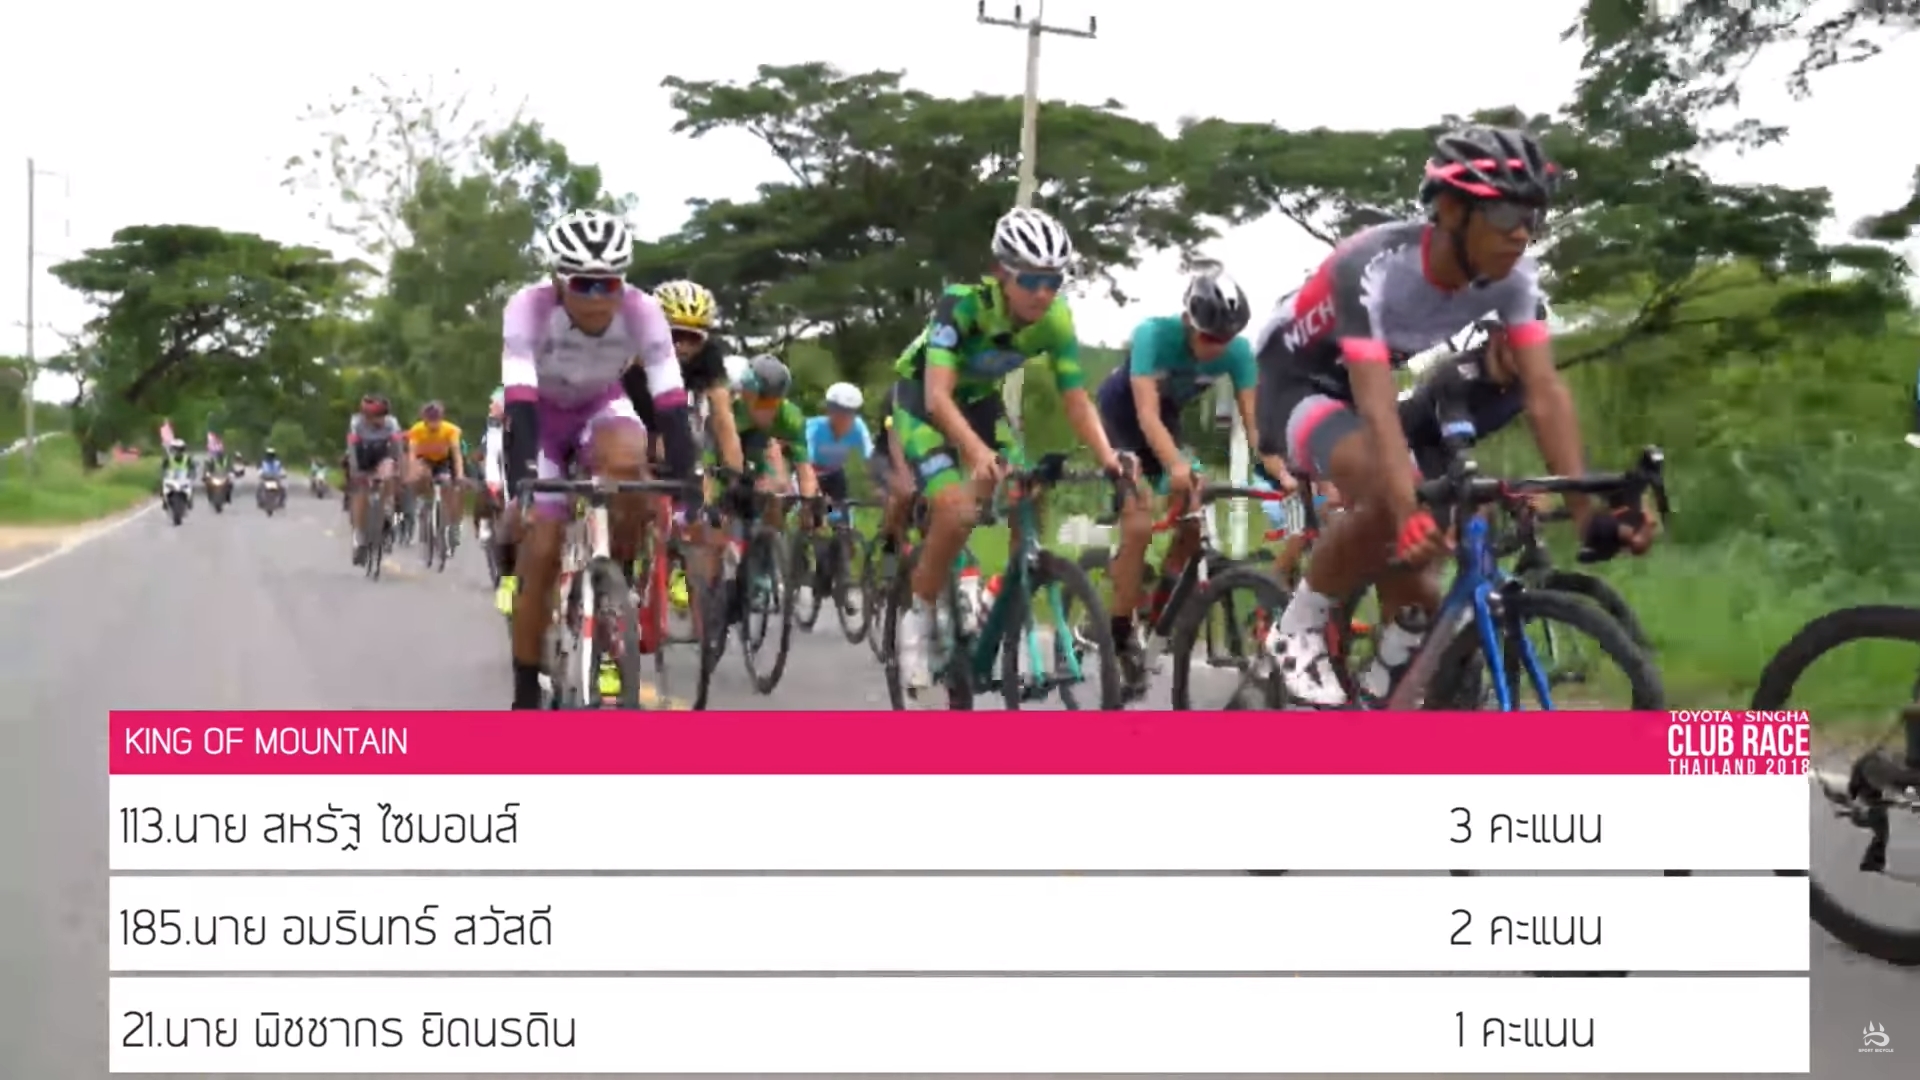 MICH
KING OF MOUNTAIN
TOYOTA · SINGHA
CLUB RACE
THAILAND 2018
113.นาย สหรัฐ ไซมอนส์ 3 คะแนน
185.นาย อมรินทร์ สวัสดี 2 คะแนน
21.นาย พิชชากร ยิดนรดิน 1 คะแนน
SPORT BICYCLE